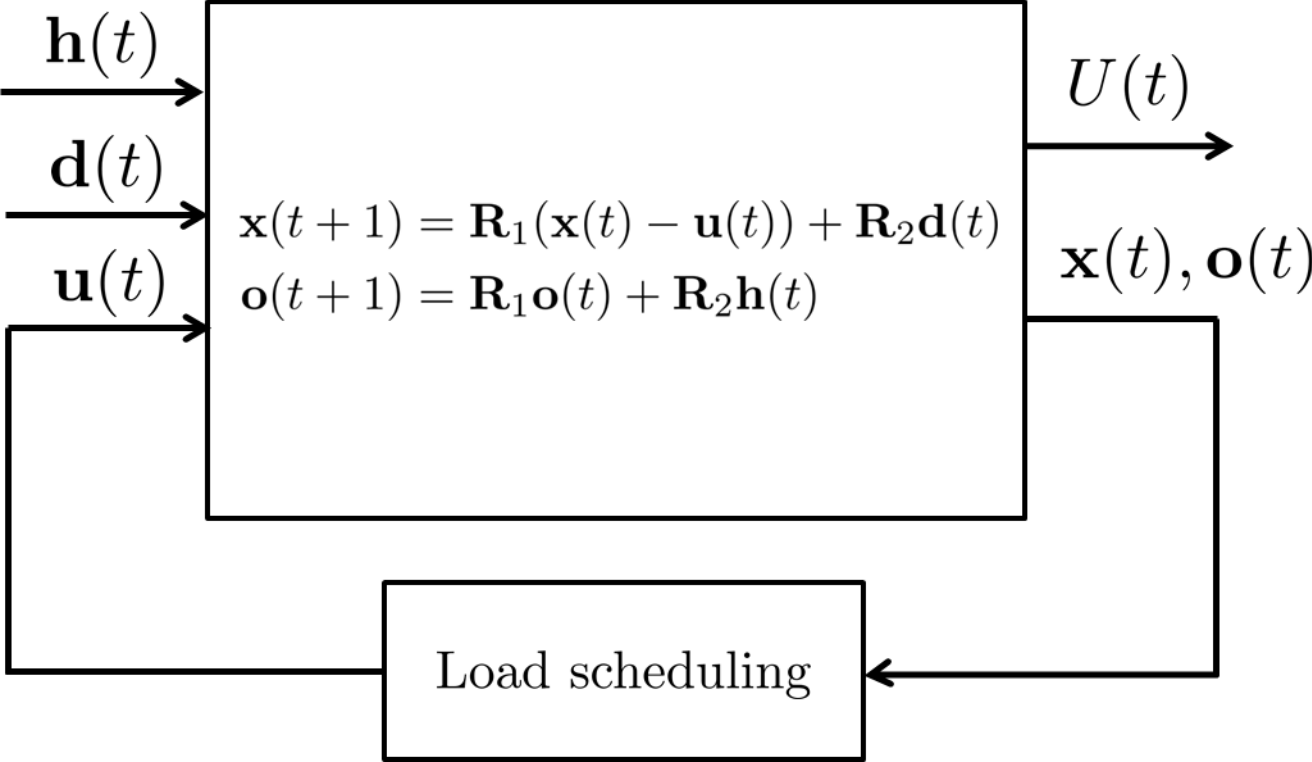 h(t)
d(t)
u(t)
x(t + 1) = R₁(x(t) − u(t)) + R₂d(t)
o(t + 1) = R₁o(t) + R₂h(t)
U(t)
x(t), o(t)
Load scheduling